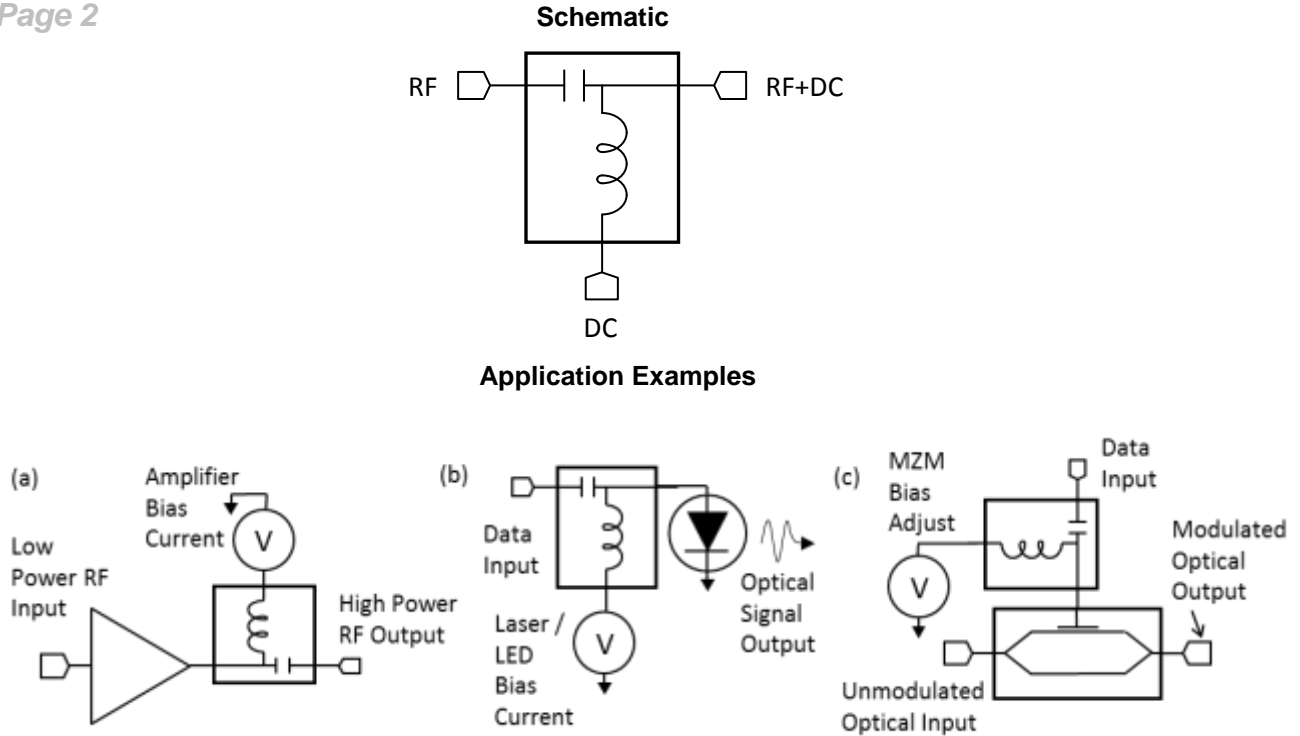 Page 2
Schematic
RF
RF+DC
DC
Application Examples
(a)
Amplifier
Bias
Current
V
Low
Power RF
Input
High Power
RF Output
(b)
Data
Input
Laser /
LED
Bias
Current
V
Optical
Signal
Output
(c)
MZM
Bias
Adjust
V
Data
Input
Modulated
Optical
Output
Unmodulated
Optical Input